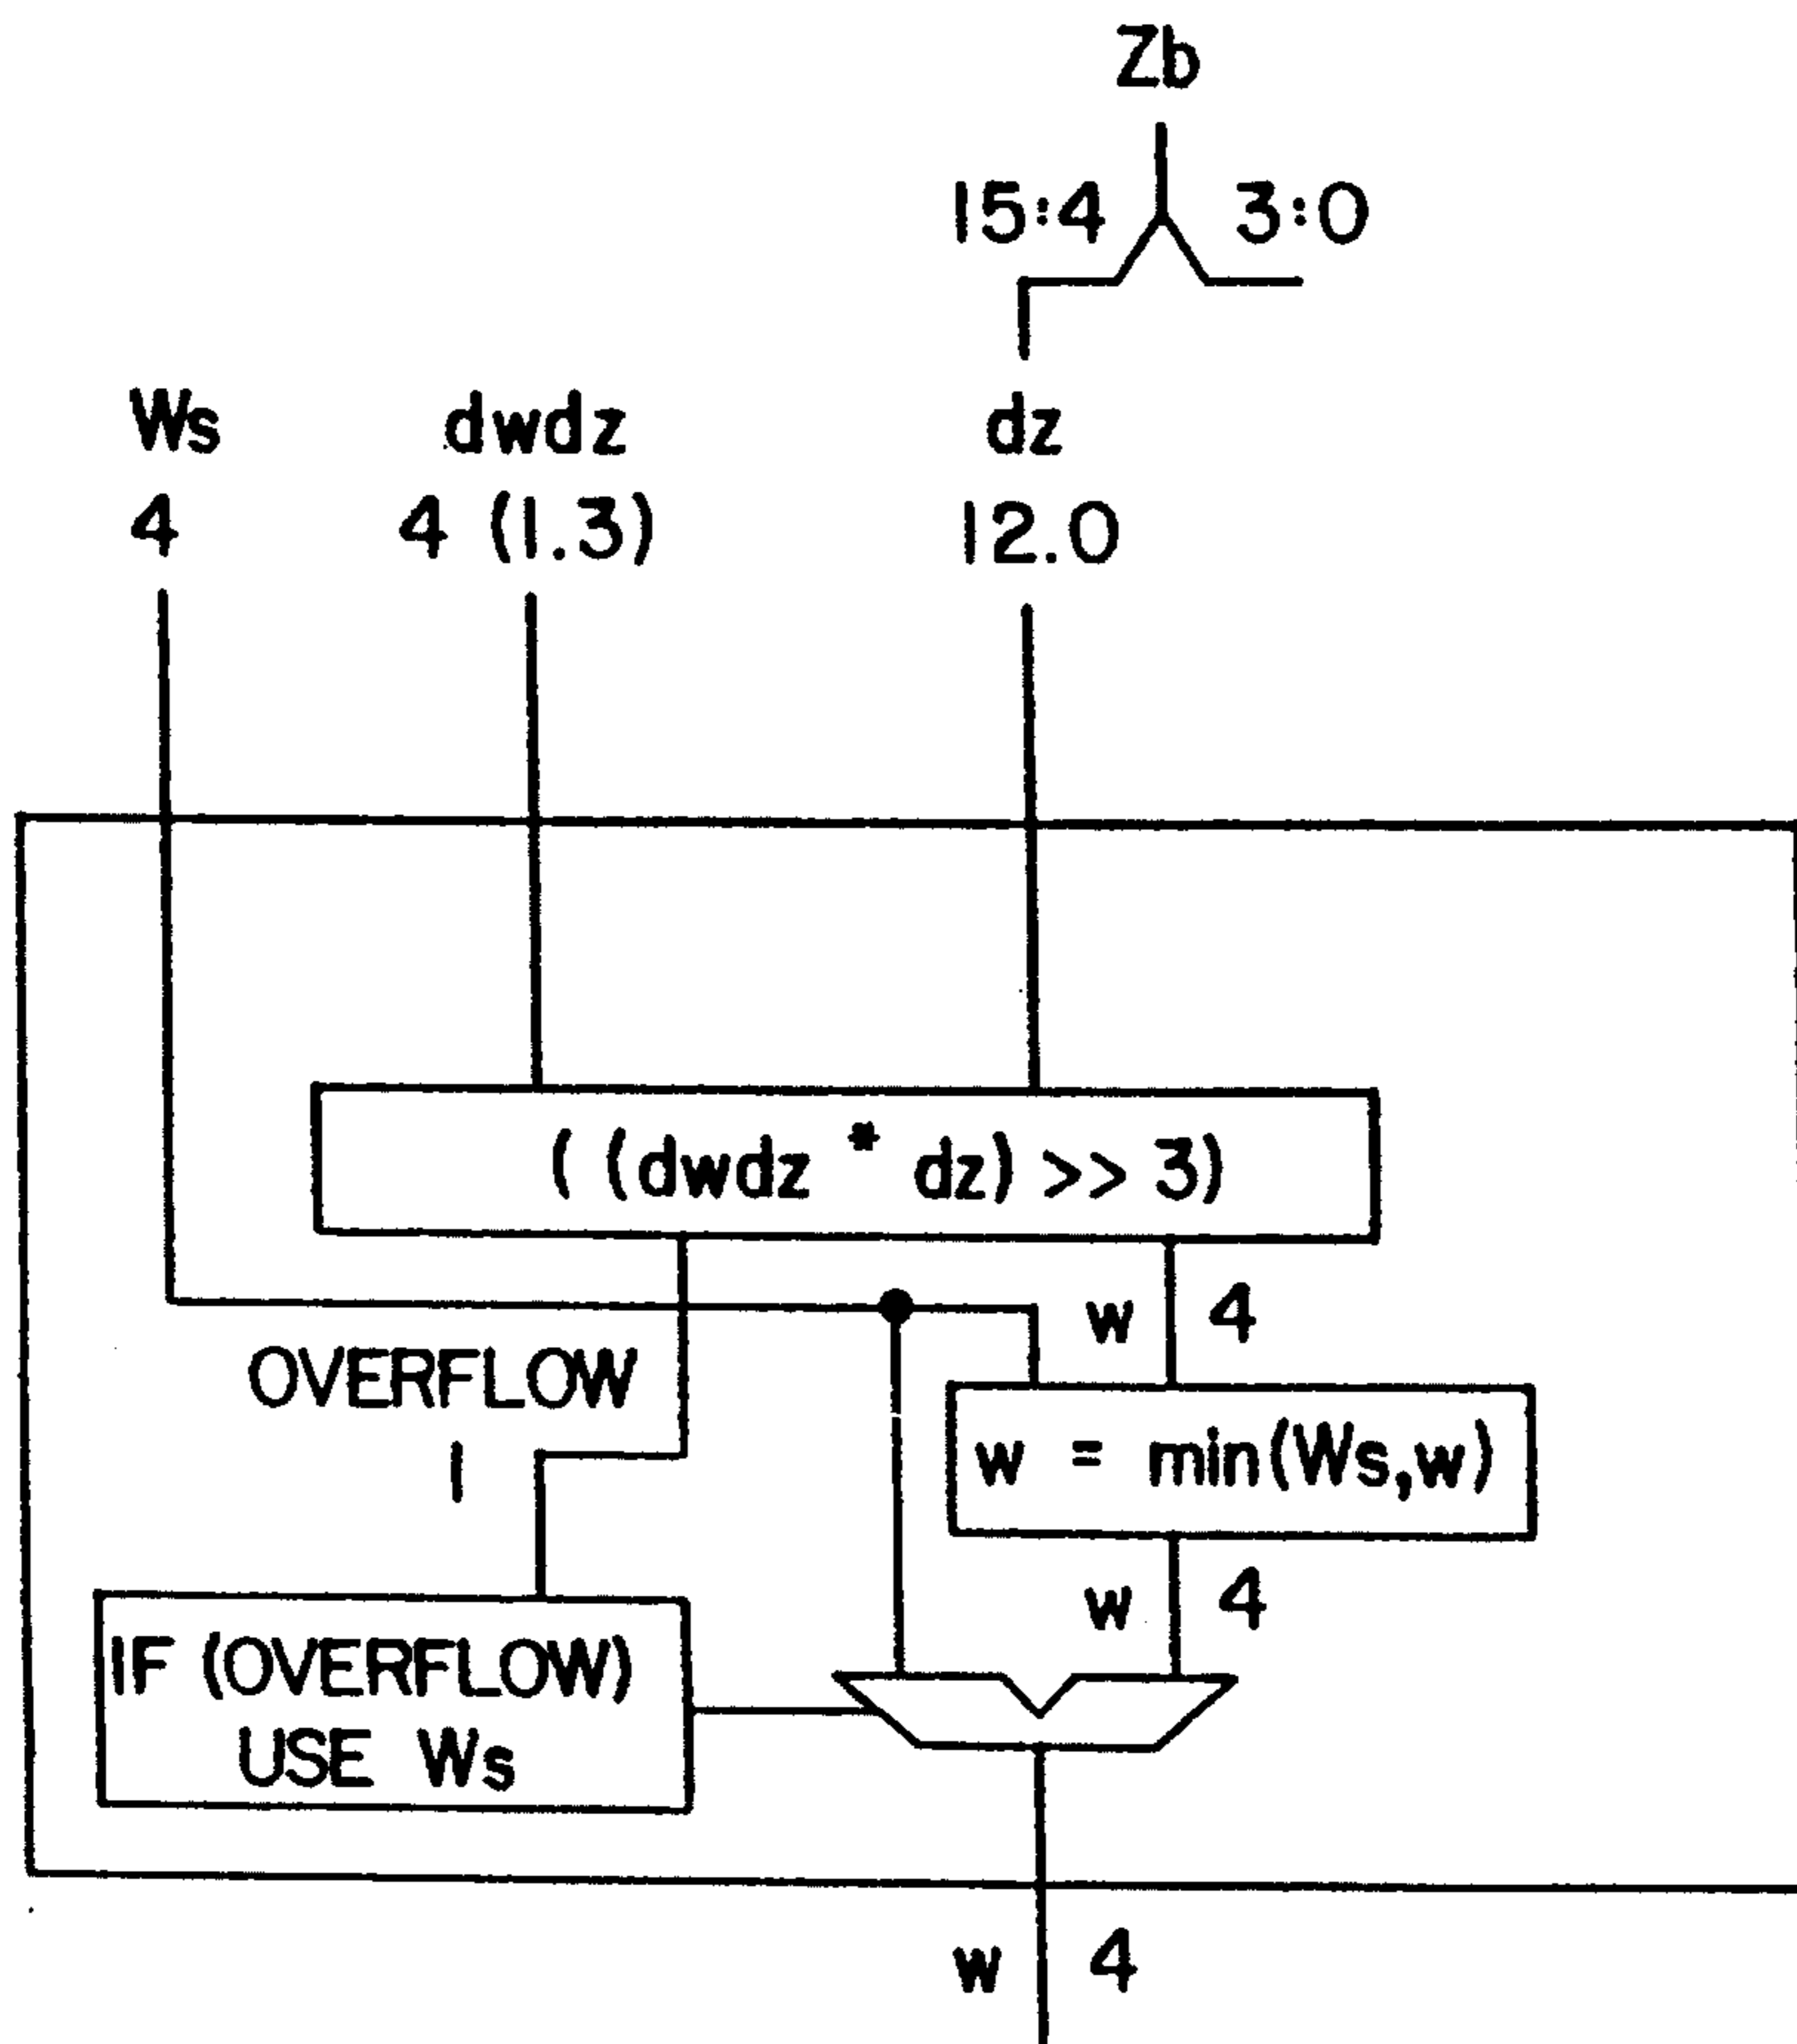 Zb
15:4 3:0
Ws dwdz dz
4 4 (1.3) 12.0
( (dwdz * dz) >> 3)
w 4
OVERFLOW
1
w = min(Ws,w)
w 4
IF (OVERFLOW)
USE Ws
w 4